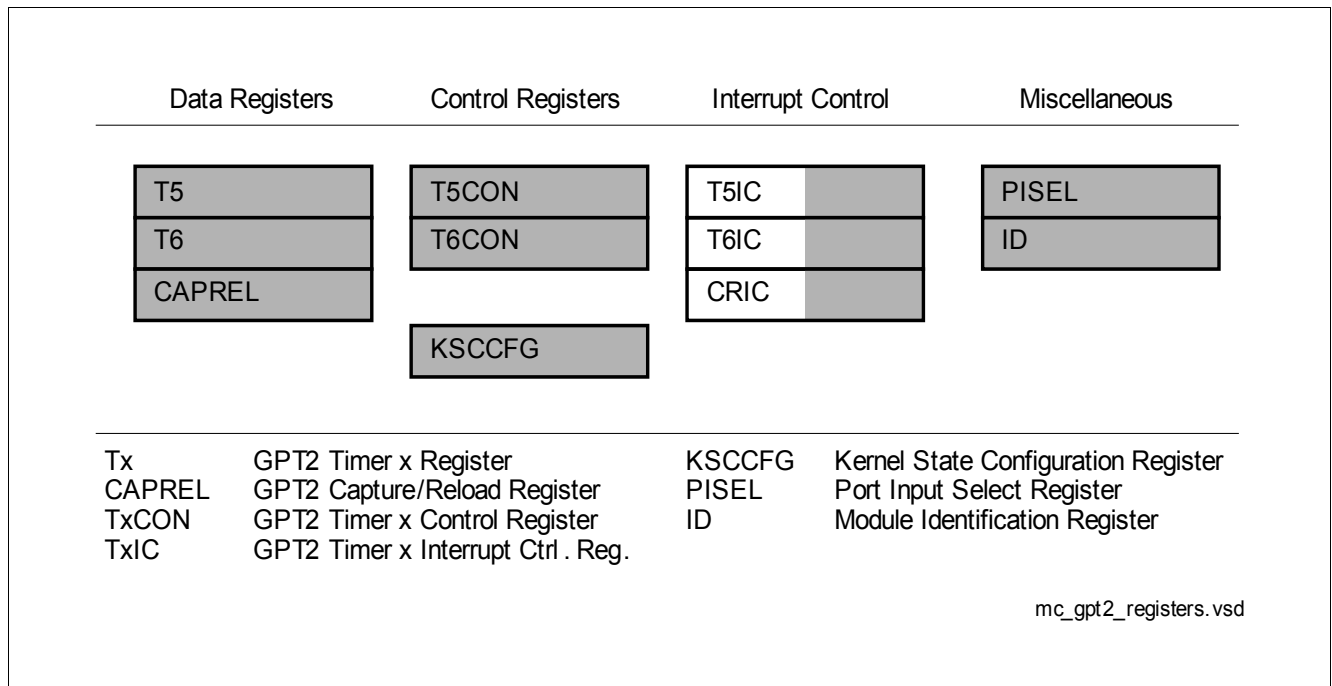 Data Registers Control Registers Interrupt Control Miscellaneous
T5 T5CON T5IC PISEL
T6 T6CON T6IC ID
CAPREL CRIC
KSCCFG
Tx GPT2 Timer x Register KSCCFG Kernel State Configuration Register
CAPREL GPT2 Capture/Reload Register PISEL Port Input Select Register
TxCON GPT2 Timer x Control Register ID Module Identification Register
TxIC GPT2 Timer x Interrupt Ctrl . Reg.
mc_gpt2_registers.vsd